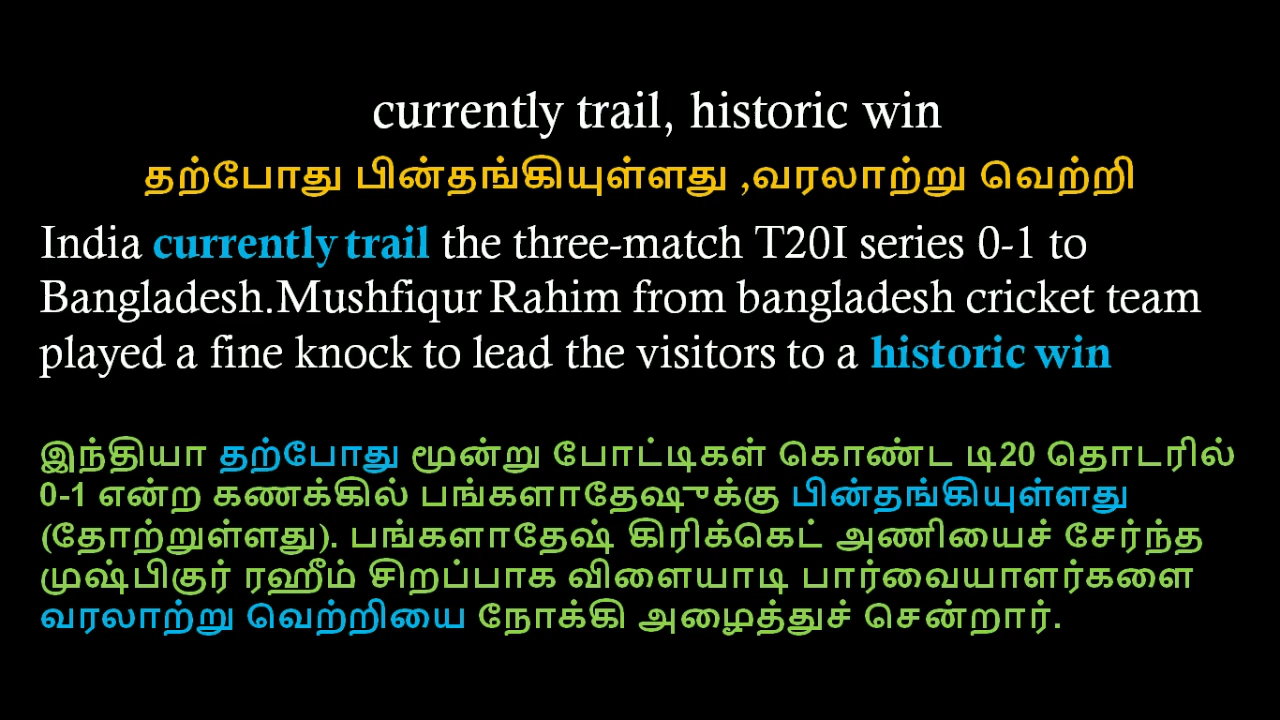 currently trail, historic win
தற்போது பின்தங்கியுள்ளது ,வரலாற்று வெற்றி
India currently trail the three-match T20I series 0-1 to
Bangladesh.Mushfiqur Rahim from bangladesh cricket team
played a fine knock to lead the visitors to a historic win
இந்தியா தற்போது மூன்று போட்டிகள் கொண்ட டி20 தொடரில்
0-1 என்ற கணக்கில் பங்களாதேஷுக்கு பின்தங்கியுள்ளது
(தோற்றுள்ளது). பங்களாதேஷ் கிரிக்கெட் அணியைச் சேர்ந்த
முஷ்பிகுர் ரஹீம் சிறப்பாக விளையாடி பார்வையாளர்களை
வரலாற்று வெற்றியை நோக்கி அழைத்துச் சென்றார்.